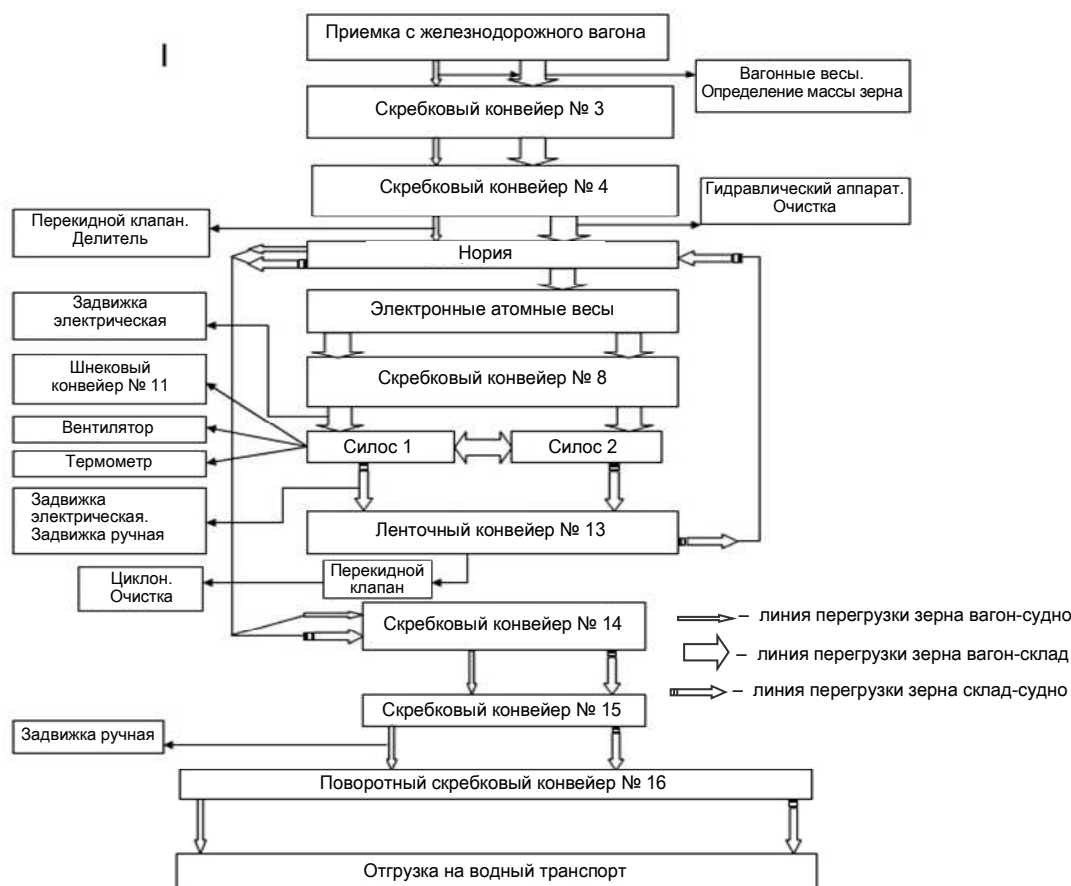 I
Приемка с железнодорожного вагона
Вагонные весы.
Определение массы зерна
Скребковый конвейер № 3
Скребковый конвейер № 4
Гидравлический аппарат.
Очистка
Перекидной клапан.
Делитель
Нория
Задвижка
электрическая
Электронные атомные весы
Шнековый
конвейер № 11
Скребковый конвейер № 8
Вентилятор
Термометр
Силос 1
Силос 2
Задвижка
электрическая.
Задвижка ручная
Ленточный конвейер № 13
Циклон.
Очистка
Перекидной
клапан
Скребковый конвейер № 14
– линия перегрузки зерна вагон-судно
– линия перегрузки зерна вагон-склад
– линия перегрузки зерна склад-судно
Скребковый конвейер № 15
Задвижка ручная
Поворотный скребковый конвейер № 16
Отгрузка на водный транспорт